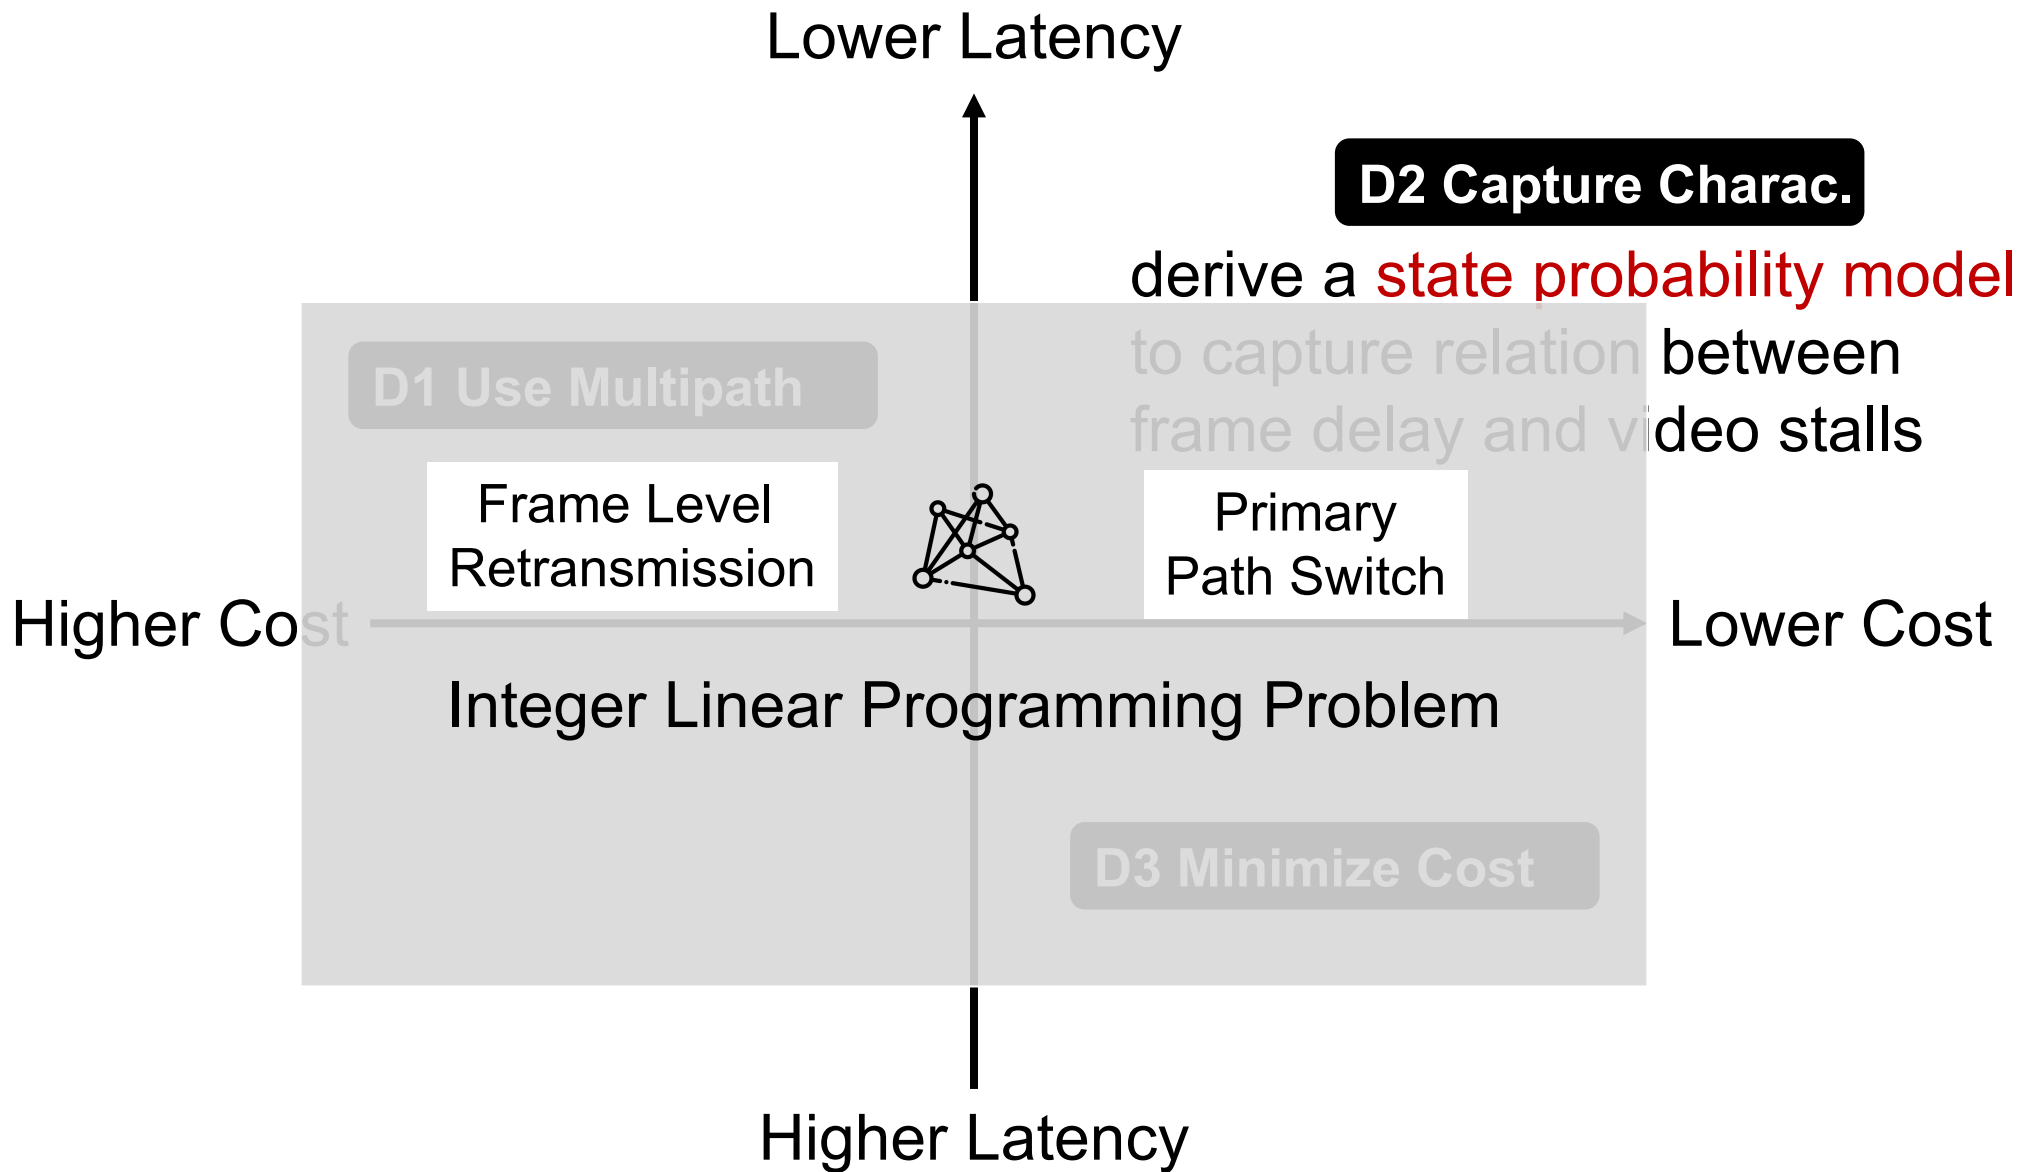 Lower Latency
D2 Capture Charac.
derive a state probability model
to capture relation between
frame delay and video stalls
D1 Use Multipath
Frame Level
Retransmission
Primary
Path Switch
Higher Cost
Lower Cost
Integer Linear Programming Problem
D3 Minimize Cost
Higher Latency